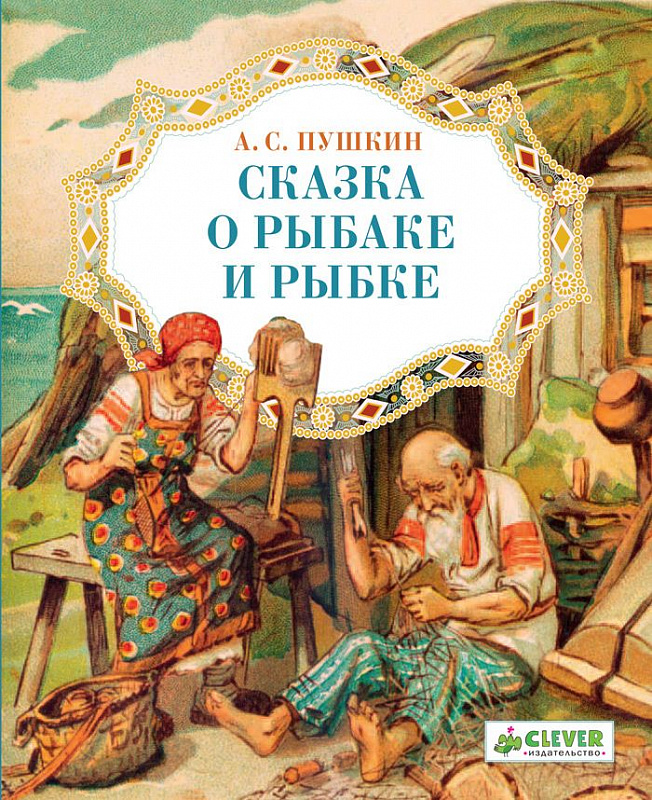 А. С. ПУШКИН
СКАЗКА
О РЫБАКЕ
И РЫБКЕ
CLEVER
ИЗДАТЕЛЬСТВО